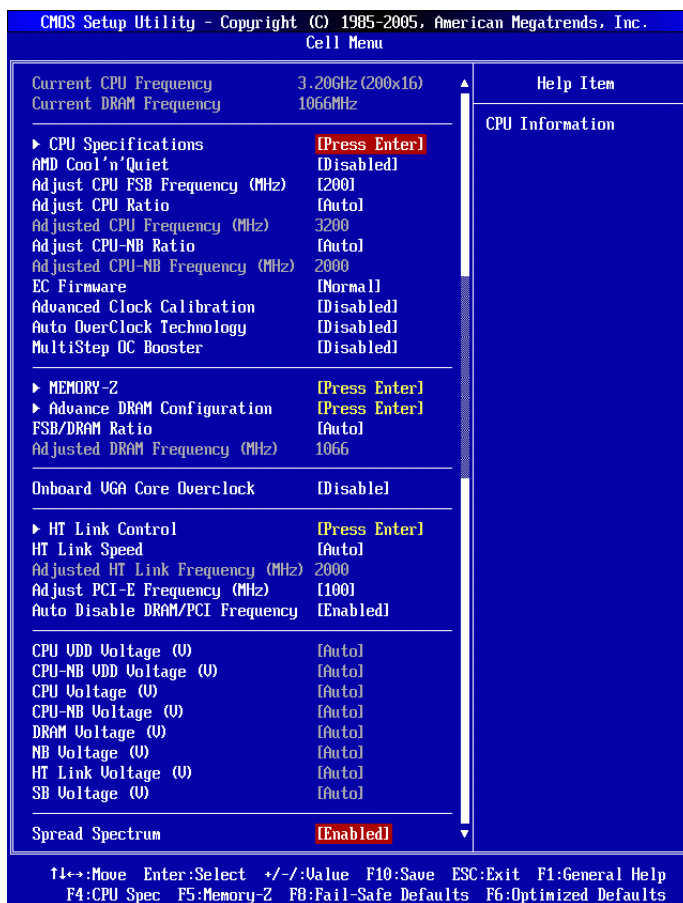 CMOS Setup Utility - Copyright (C) 1985-2005, American Megatrends, Inc.
Cell Menu
Current CPU Frequency 3.20GHz(200x16)
Current DRAM Frequency 1066MHz
Help Item
CPU Information
▶ CPU Specifications [Press Enter]
AMD Cool'n'Quiet [Disabled]
Adjust CPU FSB Frequency (MHz) [200]
Adjust CPU Ratio [Auto]
Adjusted CPU Frequency (MHz) 3200
Adjust CPU-NB Ratio [Auto]
Adjusted CPU-NB Frequency (MHz) 2000
EC Firmware [Normal]
Advanced Clock Calibration [Disabled]
Auto OverClock Technology [Disabled]
MultiStep OC Booster [Disabled]
▶ MEMORY-Z [Press Enter]
▶ Advance DRAM Configuration [Press Enter]
FSB/DRAM Ratio [Auto]
Adjusted DRAM Frequency (MHz) 1066
Onboard VGA Core Overclock [Disable]
▶ HT Link Control [Press Enter]
HT Link Speed [Auto]
Adjusted HT Link Frequency (MHz) 2000
Adjust PCI-E Frequency (MHz) [100]
Auto Disable DRAM/PCI Frequency [Enabled]
CPU VDD Voltage (V) [Auto]
CPU-NB VDD Voltage (V) [Auto]
CPU Voltage (V) [Auto]
CPU-NB Voltage (V) [Auto]
DRAM Voltage (V) [Auto]
NB Voltage (V) [Auto]
HT Link Voltage (V) [Auto]
SB Voltage (V) [Auto]
Spread Spectrum [Enabled]
↑↓↔:Move Enter:Select +/-/:Value F10:Save ESC:Exit F1:General Help
F4:CPU Spec F5:Memory-Z F8:Fail-Safe Defaults F6:Optimized Defaults